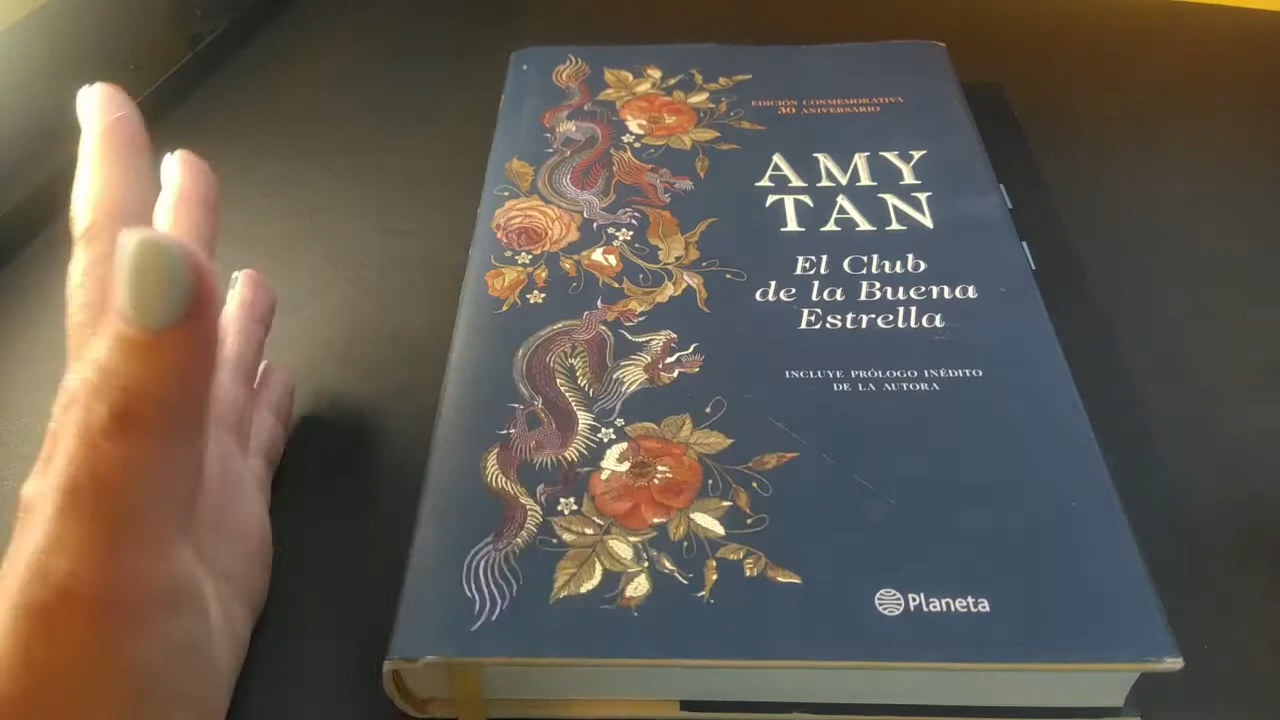 EDICIÓN CONMEMORATIVA
30 ANIVERSARIO
AMY
TAN
El Club
de la Buena
Estrella
INCLUYE PRÓLOGO INÉDITO
DE LA AUTORA
Planeta